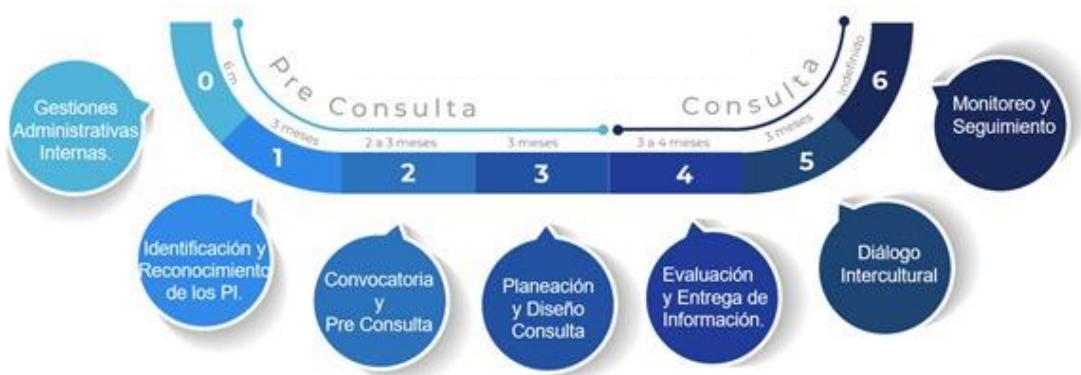 0
6 m
Pre Consulta
Consulta
Indefinido
6
Gestiones
Administrativas
Internas.
Monitoreo y
Seguimiento
3 meses
2 a 3 meses
3 meses
3 a 4 meses
3 meses
1
2
3
4
5
Identificación y
Reconocimiento
de los PI.
Convocatoria
y
Pre Consulta
Planeación
y Diseño
Consulta
Evaluación
y Entrega de
Información.
Diálogo
Intercultural